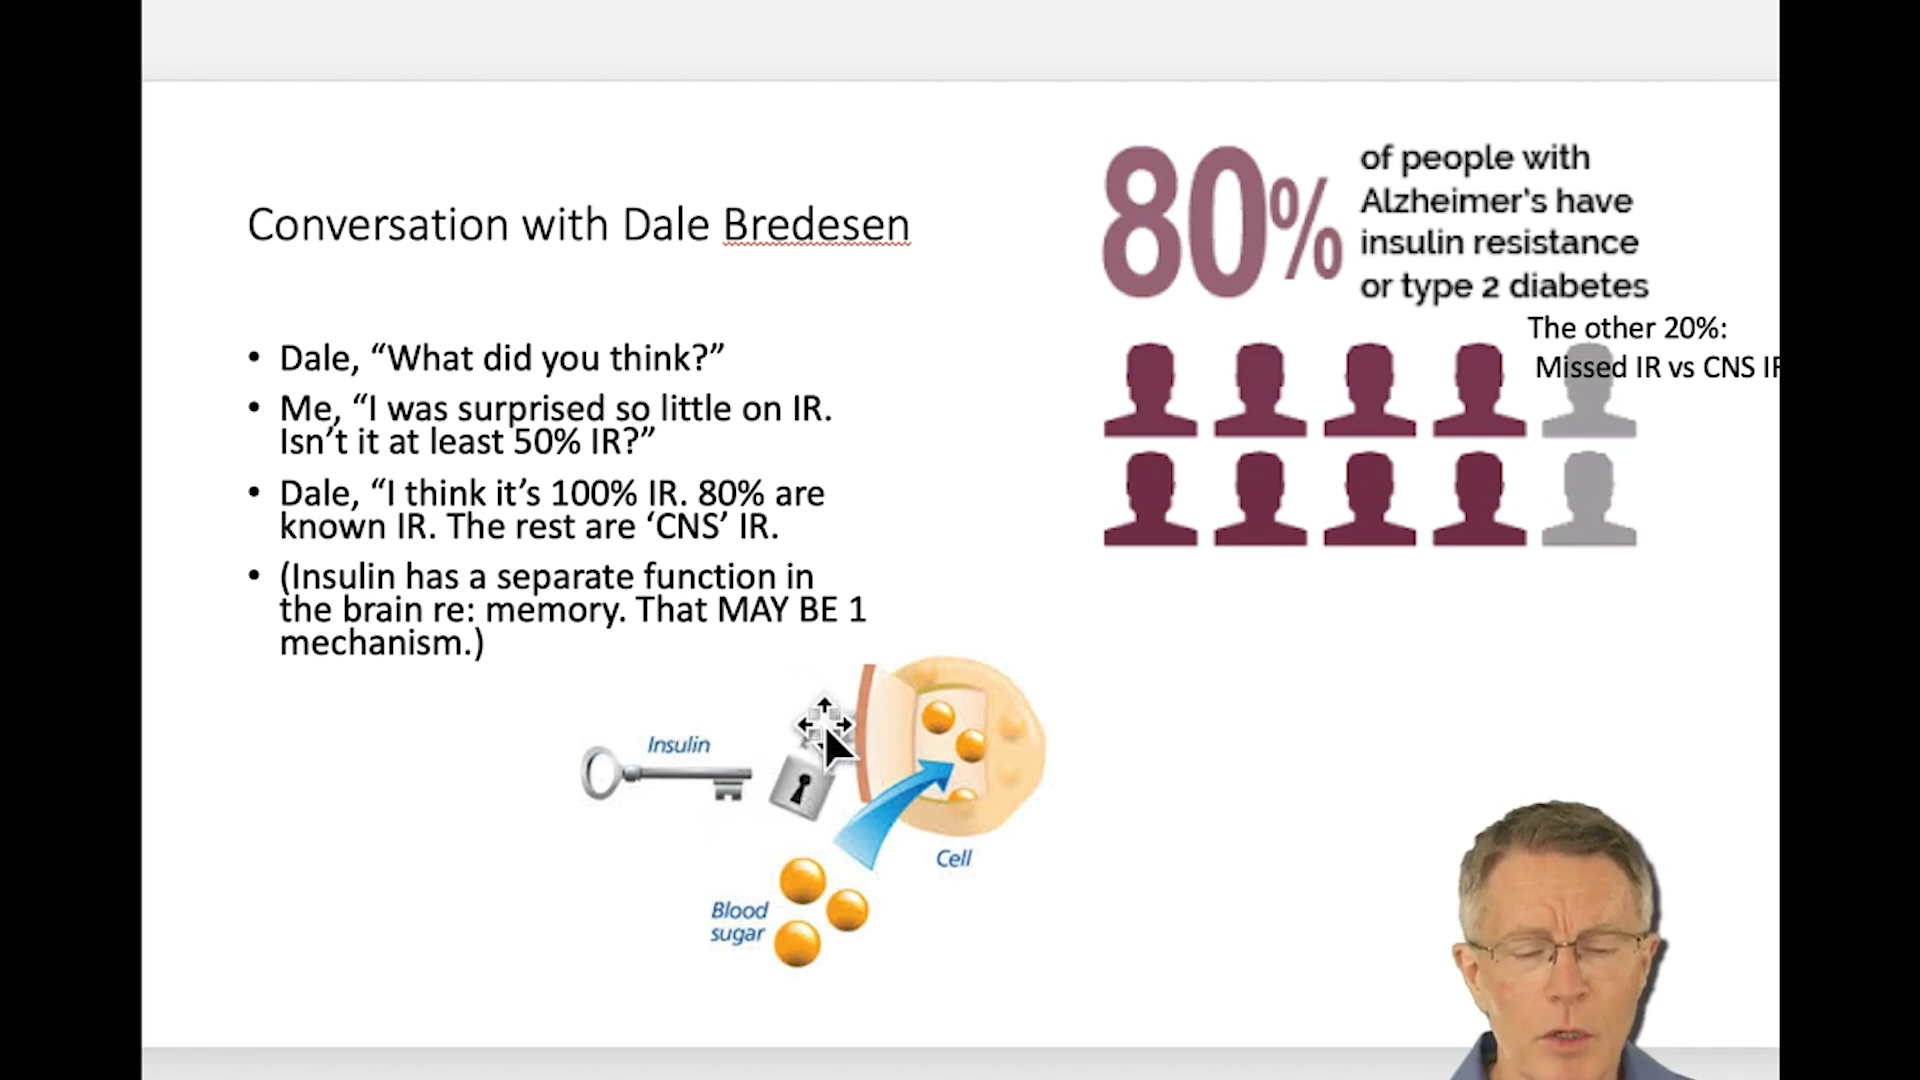 Conversation with Dale Bredesen
• Dale, “What did you think?”
• Me, “I was surprised so little on IR.
Isn’t it at least 50% IR?”
• Dale, “I think it’s 100% IR. 80% are
known IR. The rest are ‘CNS’ IR.
• (Insulin has a separate function in
the brain re: memory. That MAY BE 1
mechanism.)
80%
of people with
Alzheimer's have
insulin resistance
or type 2 diabetes
The other 20%:
Missed IR vs CNS IR
Insulin
Cell
Blood
sugar